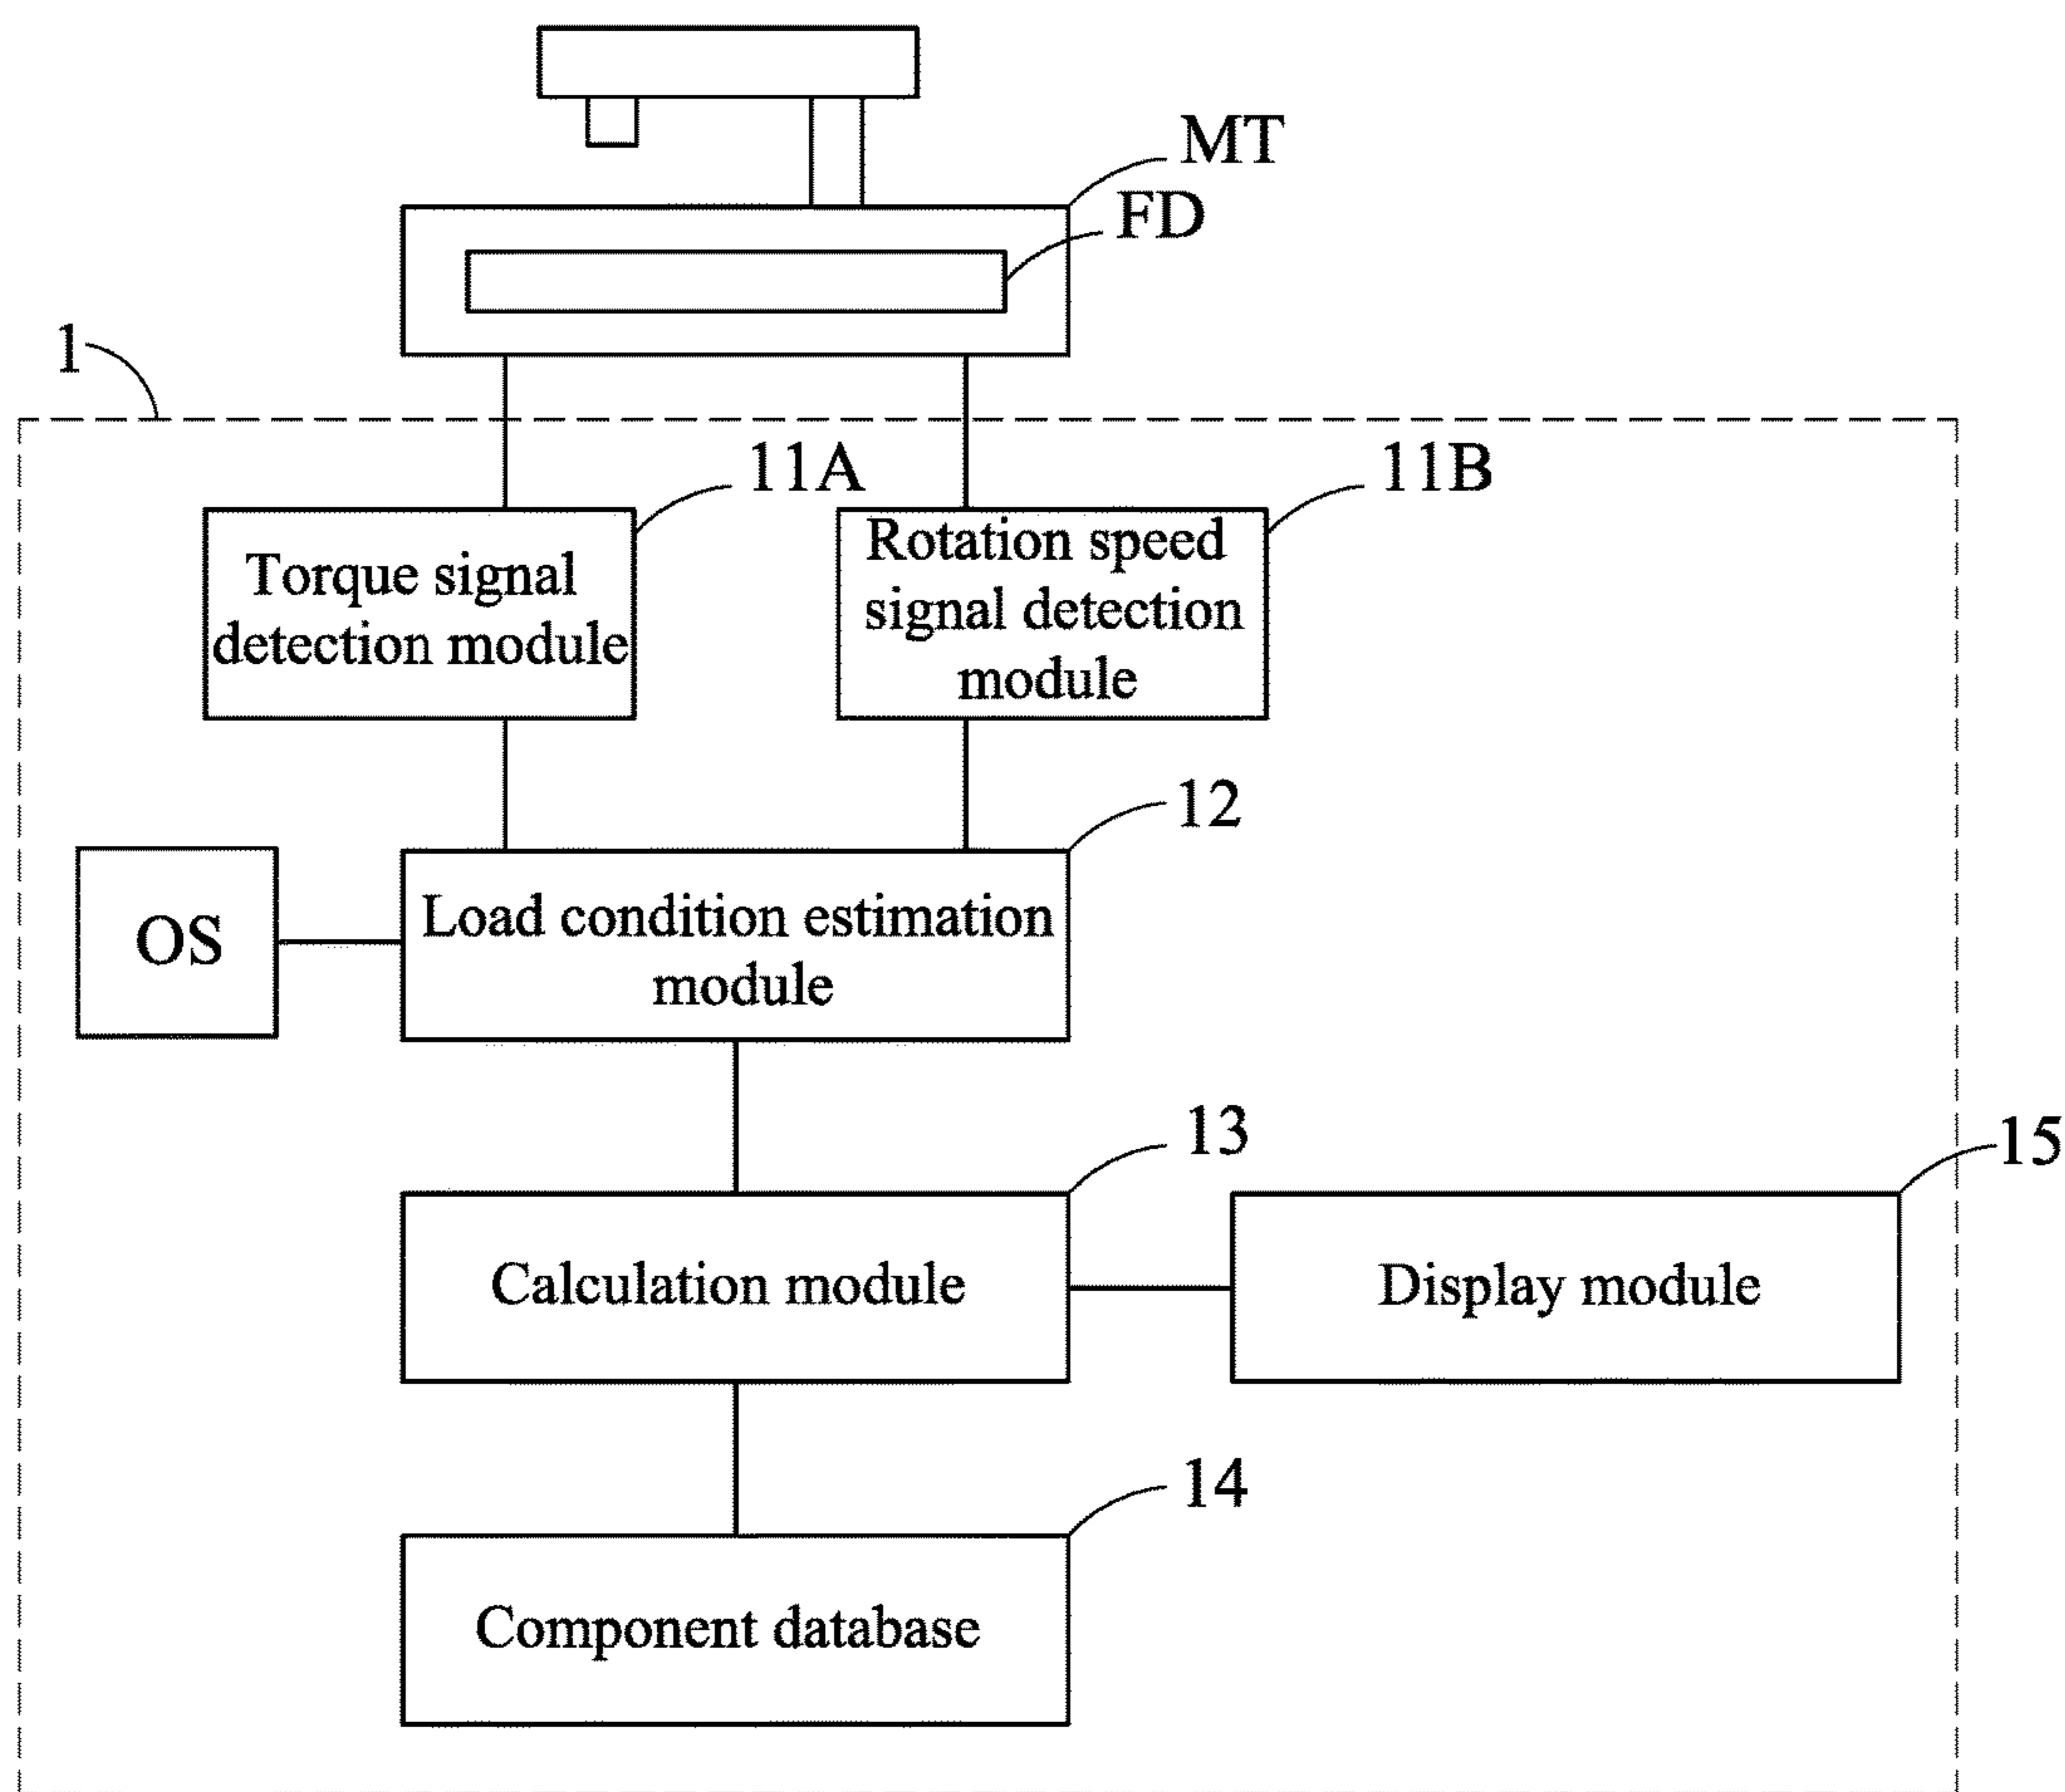 MT
FD
1
11A
11B
Torque signal
detection module
Rotation speed
signal detection
module
12
OS
Load condition estimation
module
13
15
Calculation module
Display module
14
Component database